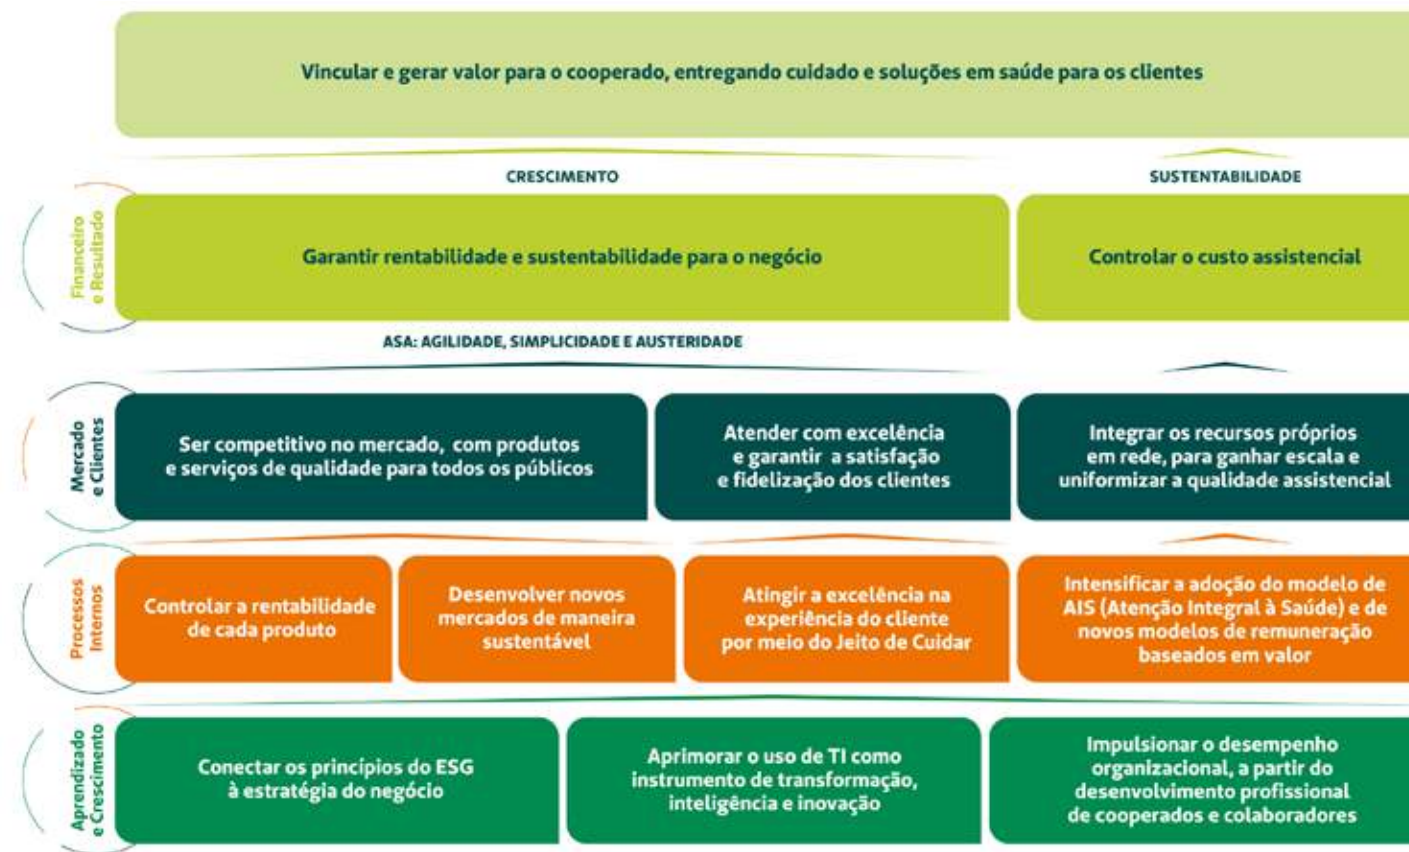 Vincular e gerar valor para o cooperado, entregando cuidado e soluções em saúde para os clientes
CRESCIMENTO
SUSTENTABILIDADE
Financeiro
e Resultado
Garantir rentabilidade e sustentabilidade para o negócio
Controlar o custo assistencial
ASA: AGILIDADE, SIMPLICIDADE E AUSTERIDADE
Mercado
e Clientes
Ser competitivo no mercado, com produtos
e serviços de qualidade para todos os públicos
Atender com excelência
e garantir a satisfação
e fidelização dos clientes
Integrar os recursos próprios
em rede, para ganhar escala e
uniformizar a qualidade assistencial
Processos
Internos
Controlar a rentabilidade
de cada produto
Desenvolver novos
mercados de maneira
sustentável
Atingir a excelência na
experiência do cliente
por meio do Jeito de Cuidar
Intensificar a adoção do modelo de
AIS (Atenção Integral à Saúde) e de
novos modelos de remuneração
baseados em valor
Aprendizado
e Crescimento
Conectar os princípios do ESG
à estratégia do negócio
Aprimorar o uso de TI como
instrumento de transformação,
inteligência e inovação
Impulsionar o desempenho
organizacional, a partir do
desenvolvimento profissional
de cooperados e colaboradores